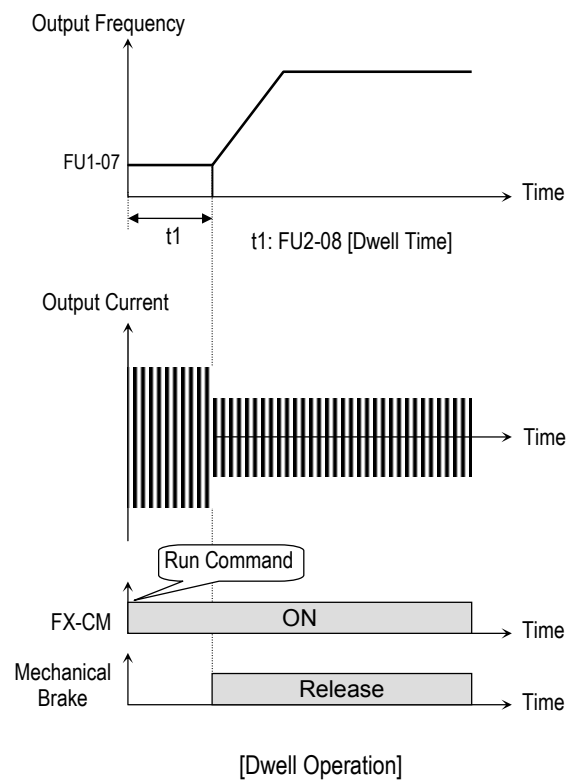 Output Frequency
FU1-07
Time
t1
t1: FU2-08 [Dwell Time]
Output Current
Time
Run Command
FX-CM
ON
Time
Mechanical
Brake
Release
Time
[Dwell Operation]